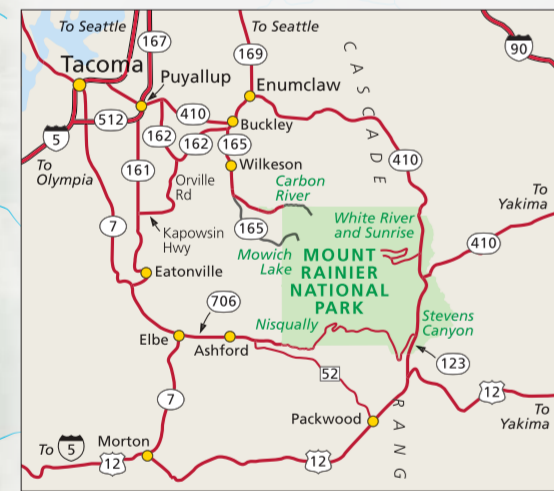 To Seattle
To Seattle
167
169
90
Tacoma
Puyallup
Enumclaw
CASCADE
RANG
512
410
Buckley
162
162
165
5
To
Olympia
161
Wilkeson
410
Orville
Rd
Carbon
River
To
Yakima
7
Kapowsin
Hwy
165
White River
and Sunrise
410
Mowich
Lake
MOUNT
RAINIER
NATIONAL
PARK
Eatonville
706
Nisqually
Stevens
Canyon
Elbe
Ashford
123
52
12
7
Packwood
To
Yakima
To 5
Morton
12
12